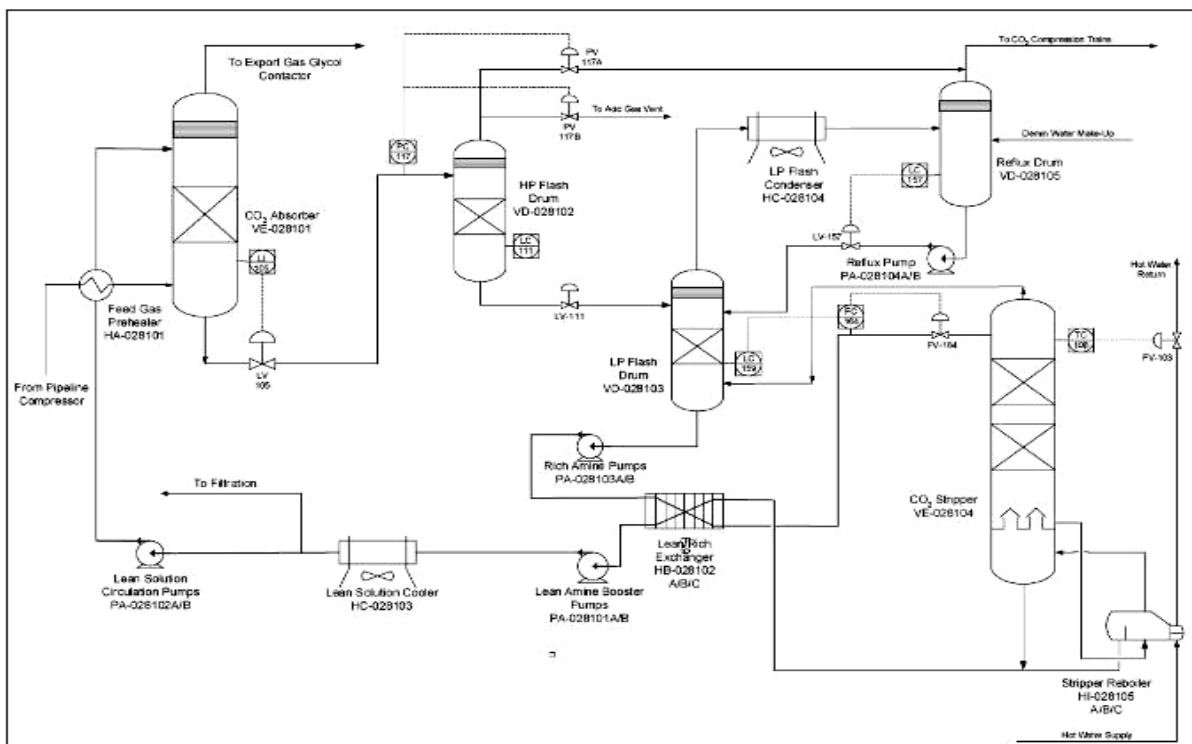 To CO2 Compression Trains
To Export Gas Glycol
Contactor
PV
117A
To Acid Gas Vent
PV
117B
PC
117
HP Flash
Drum
VD-028102
LC
111
LP Flash
Condenser
HC-028104
Demin Water Make-Up
Reflux Drum
VD-028105
LC
157
LV-157
Reflux Pump
PA-028104A/B
Hot Water
Return
CO2 Absorber
VE-028101
105
Feed Gas
Preheater
HA-028101
LV
105
From Pipeline
Compressor
LV-111
LP Flash
Drum
VD-028103
LC
159
PC
164
TC
FV-103
Rich Amine Pumps
PA-028103A/B
To Filtration
Lean/Rich
Exchanger
HB-028102
A/B/C
CO2 Stripper
VE-028104
Lean Solution
Circulation Pumps
PA-028102A/B
Lean Solution Cooler
HC-028103
Lean Amine Booster
Pumps
PA-028101A/B
Stripper Reboiler
HI-028105
A/B/C
Hot Water Supply